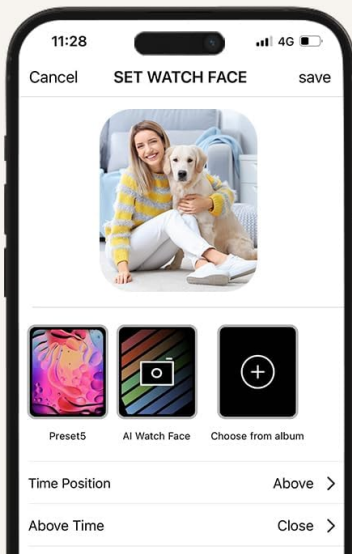 11:28 4G
Cancel SET WATCH FACE save
Preset5 AI Watch Face Choose from album
Time Position Above
Above Time Close